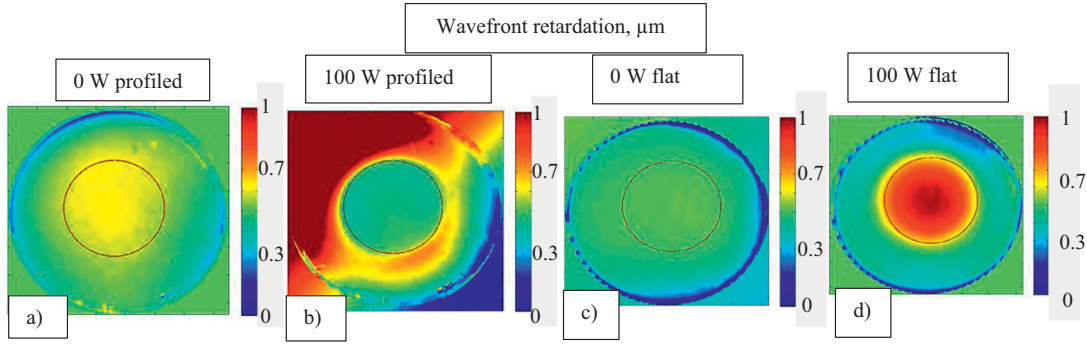 Wavefront retardation, µm
0 W profiled
100 W profiled
0 W flat
100 W flat
1
0.7
0.3
0
a)
1
0.7
0.3
0
b)
1
0.7
0.3
0
c)
1
0.7
0.3
0
d)